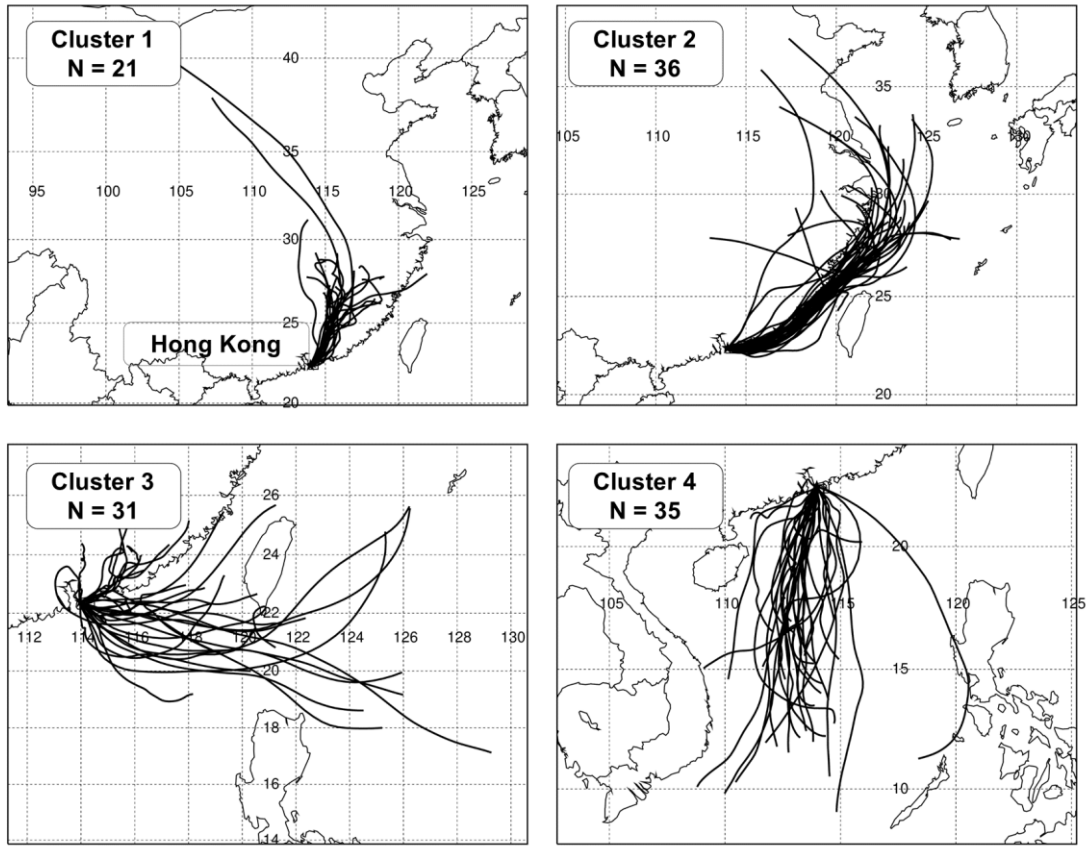 Cluster 1
N = 21
40
35
95 100 105 110 115 120 125
30
25
Hong Kong
20
Cluster 2
N = 36
35
105 110 115 120 125 130
30
25
20
Cluster 3
N = 31
26
24
22
112 114 116 118 120 122 124 126 128 130
20
18
16
14
Cluster 4
N = 35
20
105 110 115 120 125
15
10